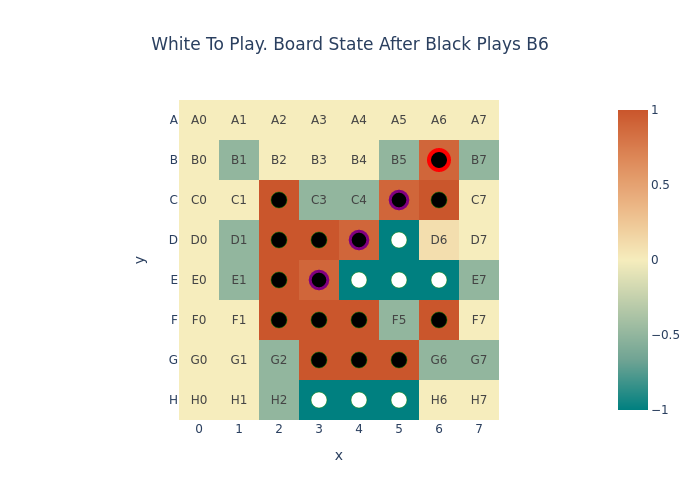 White To Play. Board State After Black Plays B6
A A0 A1 A2 A3 A4 A5 A6 A7
B B0 B1 B2 B3 B4 B5 B7
C C0 C1 C3 C4 C7
D D0 D1 D6 D7
E E0 E1 E7
F F0 F1 F5 F7
G G0 G1 G2 G6 G7
H H0 H1 H2 H6 H7
0 1 2 3 4 5 6 7
x
y
1
0.5
0
−0.5
−1